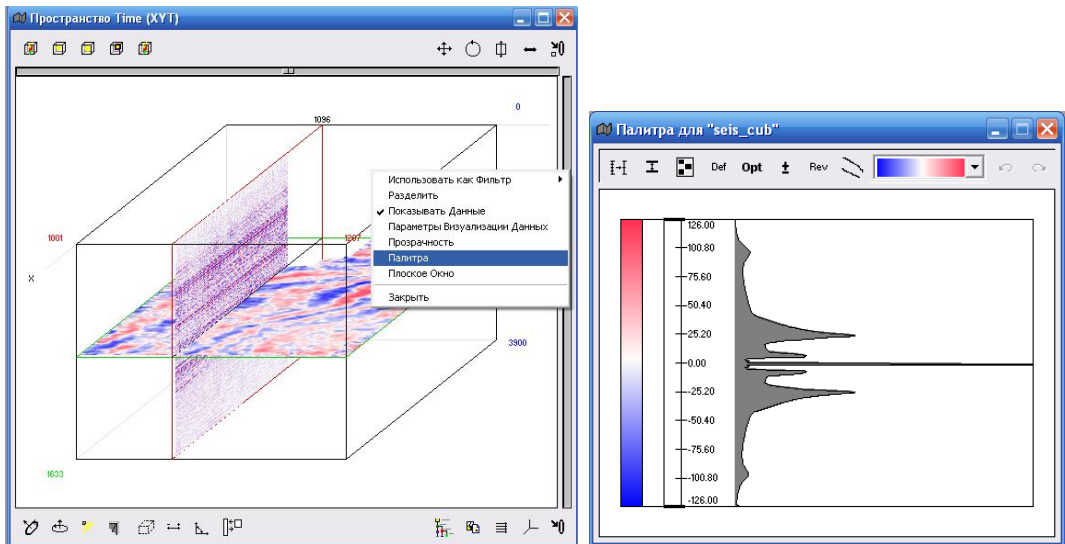 Пространство Time (XYT)
0
1096
Использовать как Фильтр
Разделить
Показывать Данные
Параметры Визуализации Данных
Прозрачность
Палитра
Плоское Окно
Закрыть
1001
1207
X
3900
1633
Палитра для "seis_cub"
Def Opt ± Rev
126.00
100.80
75.60
50.40
25.20
0.00
-25.20
-50.40
-75.60
-100.80
-126.00